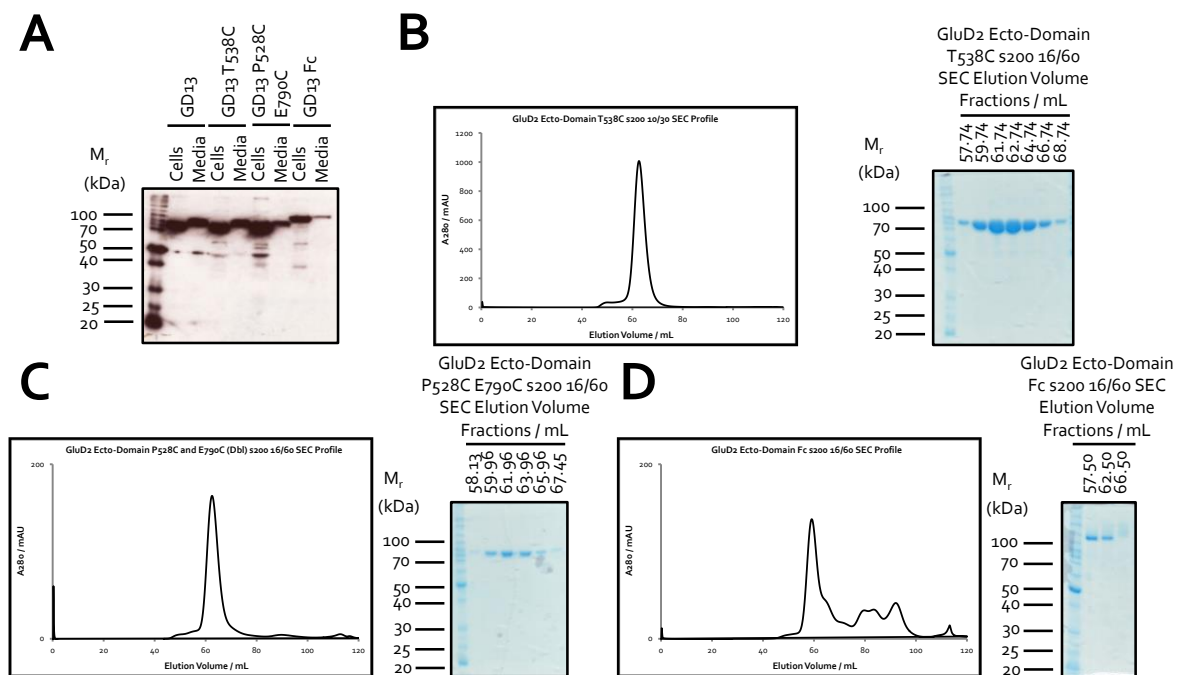 A
GD13
GD13 T538C
GD13 P528C
E790C
GD13 Fc
Cells
Media
Cells
Media
Cells
Media
Cells
Media
Mr
(kDa)
100
70
50
40
30
25
20
B
GluD2 Ecto-Domain T538C s200 10/30 SEC Profile
A280 / mAU
1200
1000
800
600
400
200
0
0 20 40 60 80 100 120
Elution Volume / mL
GluD2 Ecto-Domain
T538C s200 16/60
SEC Elution Volume
Fractions / mL
57.74
59.74
61.74
62.74
64.74
66.74
68.74
Mr
(kDa)
100
70
50
40
30
25
20
C
GluD2 Ecto-Domain P528C and E790C (Dbl) s200 16/60 SEC Profile
A280 / mAU
200
0
0 20 40 60 80 100 120
Elution Volume / mL
GluD2 Ecto-Domain
P528C E790C s200 16/60
SEC Elution Volume
Fractions / mL
58.13
59.96
61.96
63.96
65.96
67.45
Mr
(kDa)
100
70
50
40
30
25
20
D
GluD2 Ecto-Domain Fc s200 16/60 SEC Profile
A280 / mAU
200
0
0 20 40 60 80 100 120
Elution Volume / mL
GluD2 Ecto-Domain
Fc s200 16/60 SEC
Elution Volume
Fractions / mL
57.50
62.50
66.50
Mr
(kDa)
100
70
50
40
30
25
20